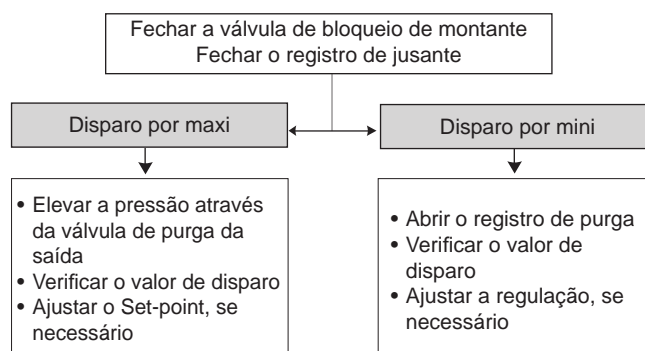 Fechar a válvula de bloqueio de montante
Fechar o registro de jusante
Disparo por maxi
Disparo por mini
• Elevar a pressão através
da válvula de purga da
saída
• Verificar o valor de disparo
• Ajustar o Set-point, se
necessário
• Abrir o registro de purga
• Verificar o valor de
disparo
• Ajustar a regulação, se
necessário